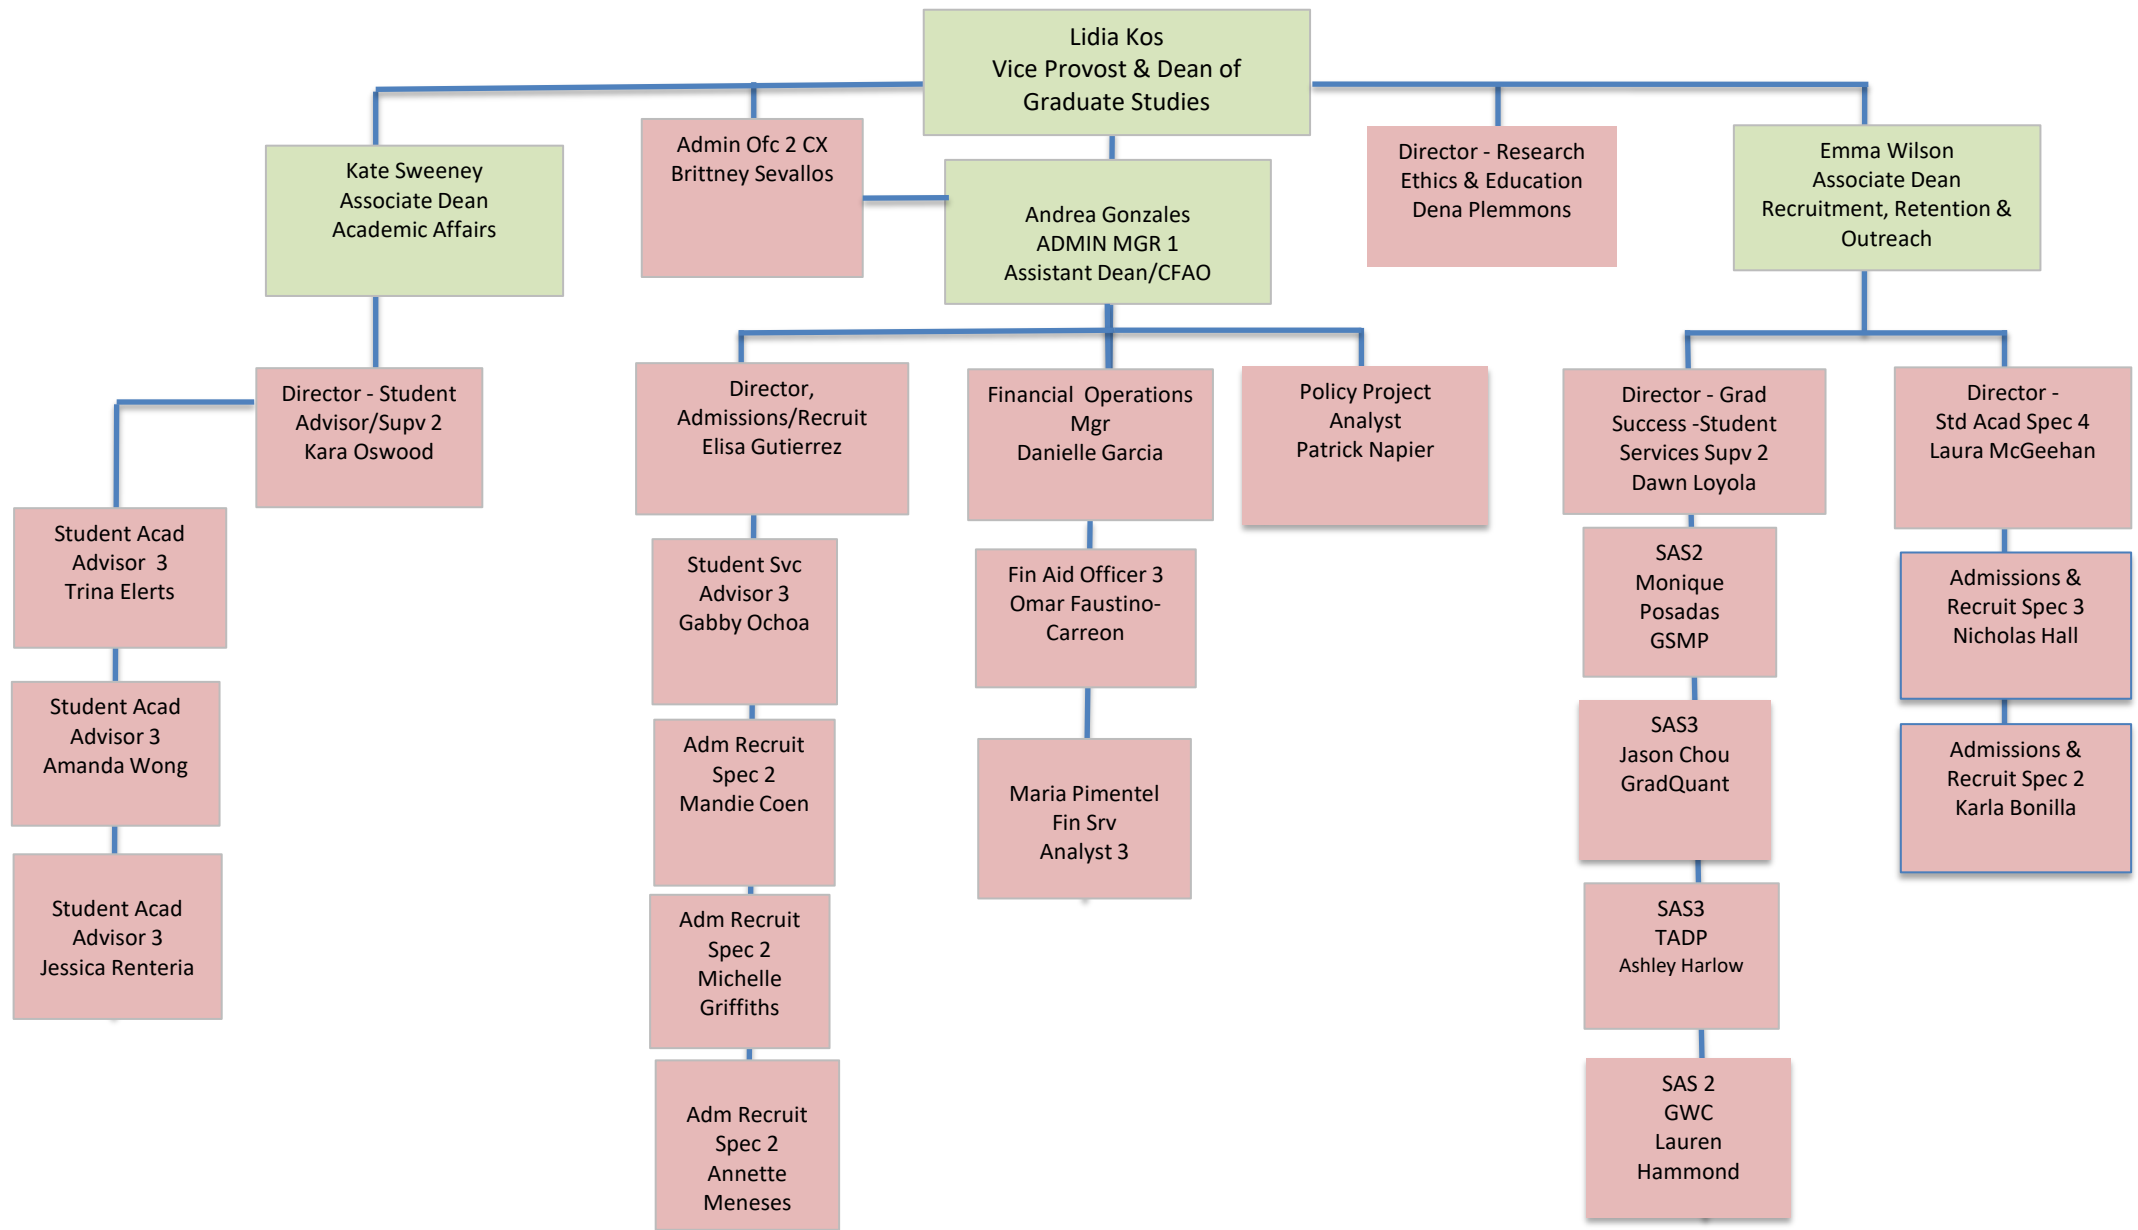 Lidia Kos
Vice Provost & Dean of
Graduate Studies
Kate Sweeney
Associate Dean
Academic Affairs
Admin Ofc 2 CX
Brittney Sevallos
Andrea Gonzales
ADMIN MGR 1
Assistant Dean/CFAO
Director - Research
Ethics & Education
Dena Plemmons
Emma Wilson
Associate Dean
Recruitment, Retention &
Outreach
Director - Student
Advisor/Supv 2
Kara Oswood
Student Acad
Advisor 3
Trina Elerts
Student Acad
Advisor 3
Amanda Wong
Student Acad
Advisor 3
Jessica Renteria
Director,
Admissions/Recruit
Elisa Gutierrez
Student Svc
Advisor 3
Gabby Ochoa
Adm Recruit
Spec 2
Mandie Coen
Adm Recruit
Spec 2
Michelle
Griffiths
Adm Recruit
Spec 2
Annette
Meneses
Financial Operations
Mgr
Danielle Garcia
Fin Aid Officer 3
Omar Faustino-
Carreon
Maria Pimentel
Fin Srv
Analyst 3
Policy Project
Analyst
Patrick Napier
Director - Grad
Success -Student
Services Supv 2
Dawn Loyola
SAS2
Monique
Posadas
GSMP
SAS3
Jason Chou
GradQuant
SAS3
TADP
Ashley Harlow
SAS 2
GWC
Lauren
Hammond
Director -
Std Acad Spec 4
Laura McGeehan
Admissions &
Recruit Spec 3
Nicholas Hall
Admissions &
Recruit Spec 2
Karla Bonilla